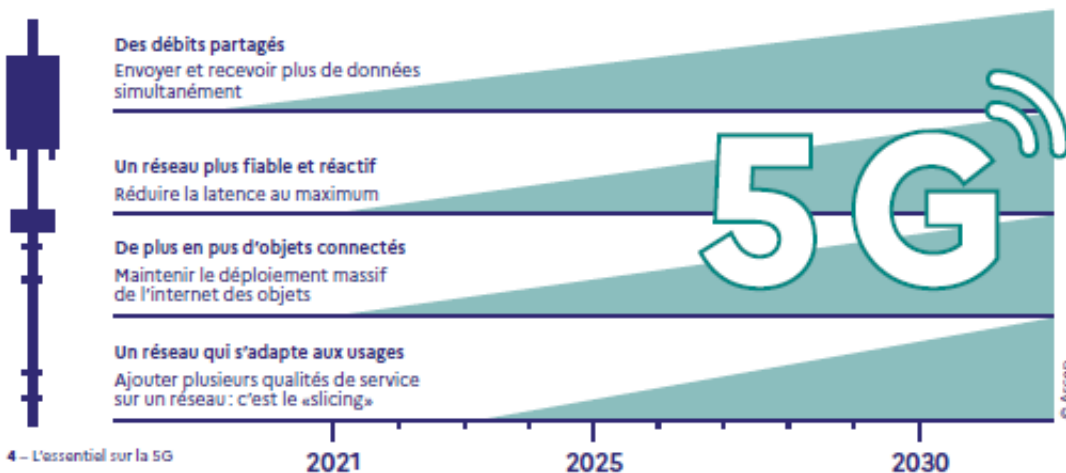 Des débits partagés
Envoyer et recevoir plus de données
simultanément
Un réseau plus fiable et réactif
Réduire la latence au maximum
De plus en pus d'objets connectés
Maintenir le déploiement massif
de l'internet des objets
Un réseau qui s'adapte aux usages
Ajouter plusieurs qualités de service
sur un réseau : c'est le «slicing»
5G
4 – L'essentiel sur la 5G
2021
2025
2030